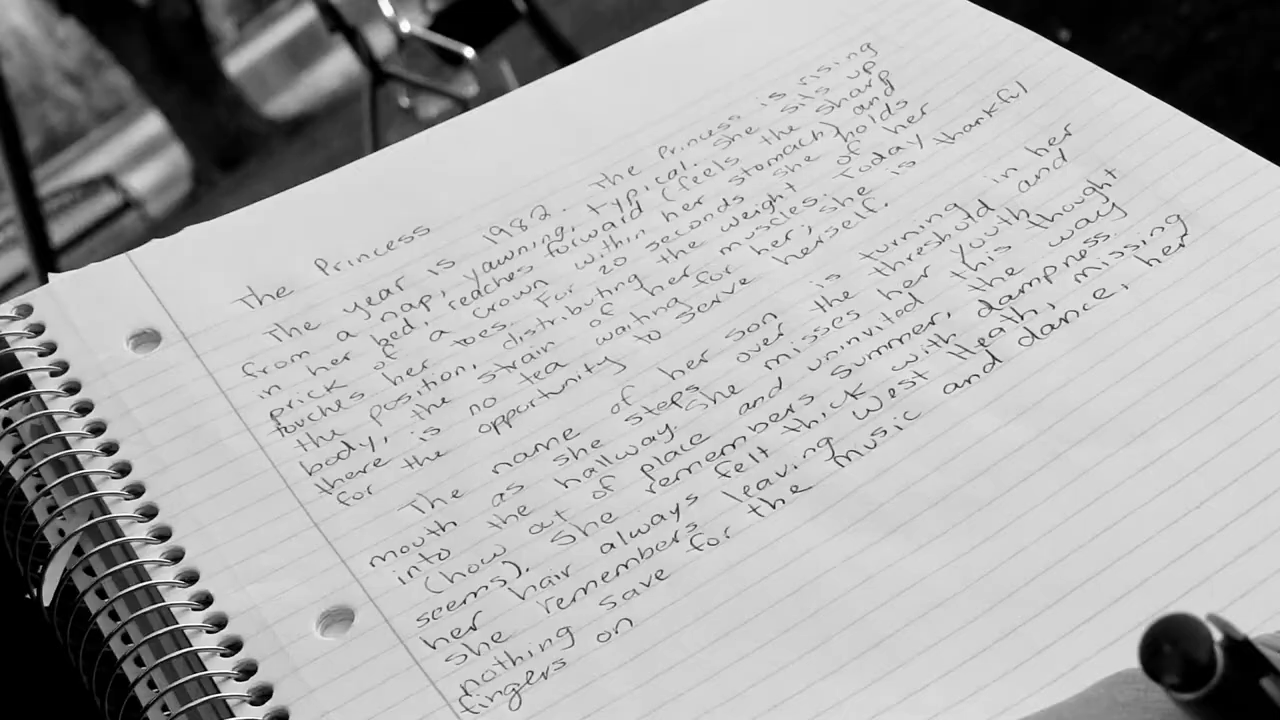 The Princess
The year is 1982. The Princess is rising
from a nap, yawning, typical. She sits up
in her bed, reaches forward (feels the sharp
prick of a crown within her stomach) and
touches her toes. For 20 seconds she holds
the position, distributing the weight of her
body, the strain of her muscles. Today
there is no tea waiting for her; she is thankful
for the opportunity to serve herself.
The name of her son is turning in her
mouth as she steps over the threshold and
into the hallway. She misses her youth
(how out of place and uninvited this thought
seems). She remembers summer, the way
her hair always felt thick with dampness.
She remembers leaving West Heath, missing
nothing save for the music and dance, her
fingers on